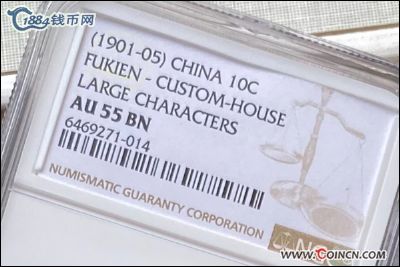 1884钱币网
(1901-05) CHINA 10C
FUKIEN - CUSTOM-HOUSE
LARGE CHARACTERS
AU 55 BN
6469271-014
NUMISMATIC GUARANTY CORPORATION
NGC
www.COINCN.com